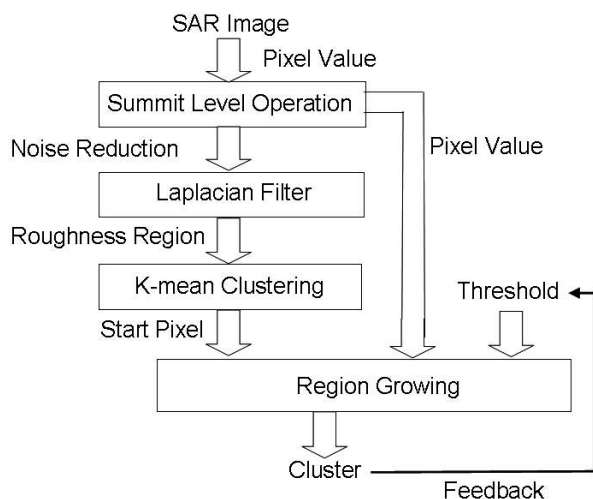 SAR Image
Pixel Value
Summit Level Operation
Noise Reduction
Pixel Value
Laplacian Filter
Roughness Region
K-mean Clustering
Threshold
Start Pixel
Region Growing
Cluster
Feedback